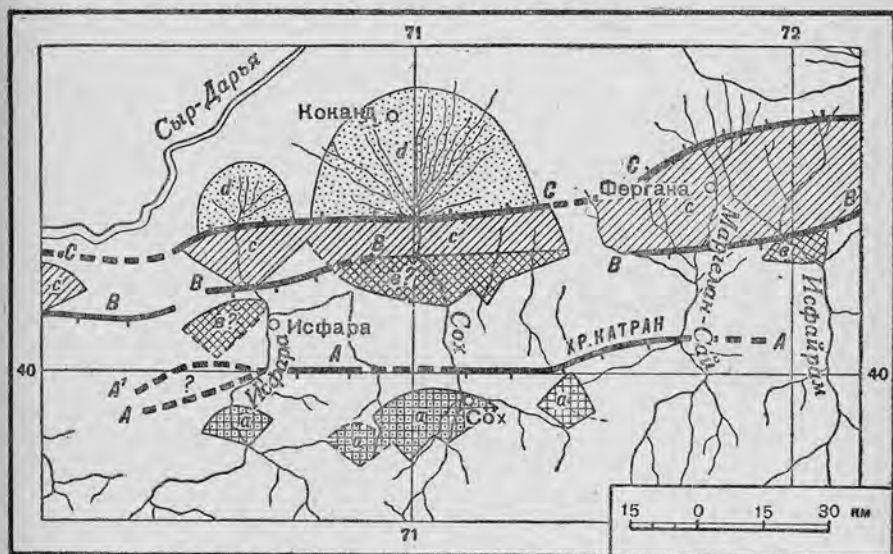 71
72
Сыр-Дарья
Коканд
d
d
C
C
Фергана
c
B
c
c
C
B
в?
B
B
в
c
B
в?
Исфара
Маргелан-Сай
Исфайрам
Сох
ХР. КАТРАН
A
A
40
40
A¹
?
A
Исфара
a
a
a
a
Сох
71
15 0 15 30 км